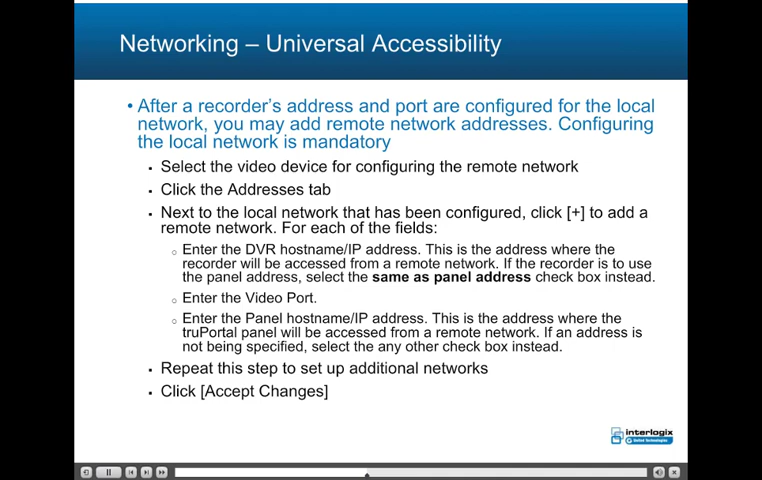 Networking – Universal Accessibility
• After a recorder's address and port are configured for the local
network, you may add remote network addresses. Configuring
the local network is mandatory
▪ Select the video device for configuring the remote network
▪ Click the Addresses tab
▪ Next to the local network that has been configured, click [+] to add a
remote network. For each of the fields:
○ Enter the DVR hostname/IP address. This is the address where the
recorder will be accessed from a remote network. If the recorder is to use
the panel address, select the same as panel address check box instead.
○ Enter the Video Port.
○ Enter the Panel hostname/IP address. This is the address where the
truPortal panel will be accessed from a remote network. If an address is
not being specified, select the any other check box instead.
▪ Repeat this step to set up additional networks
▪ Click [Accept Changes]
interlogix
United Technologies